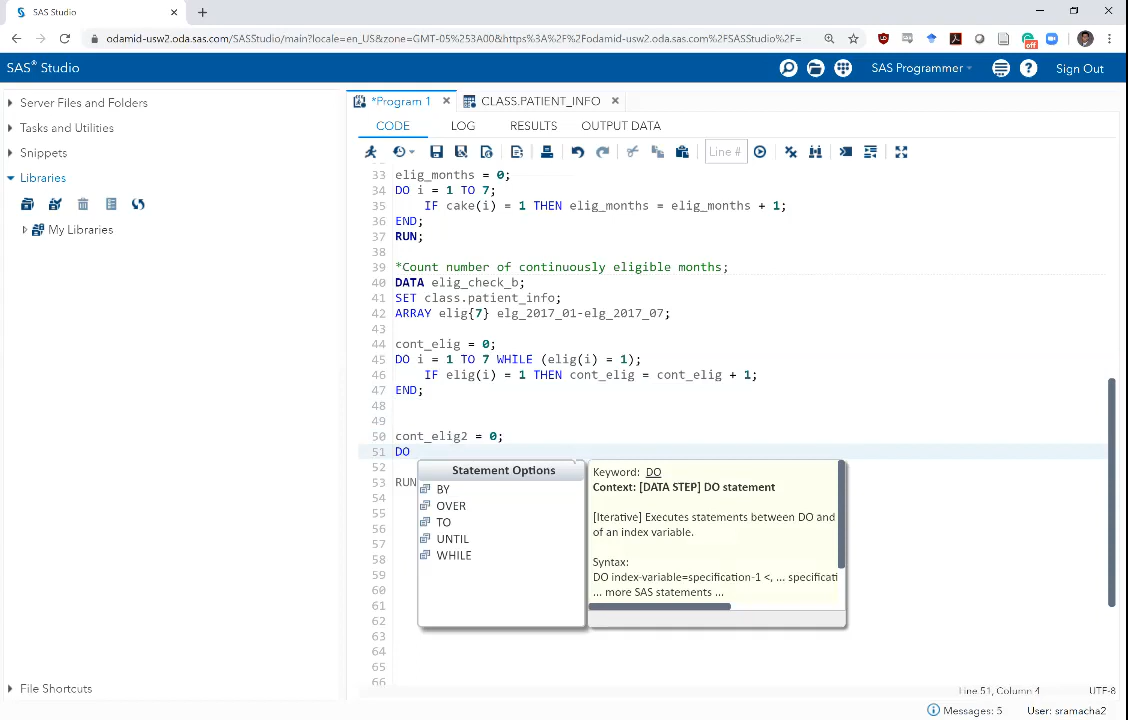 SAS Studio
odamid-usw2.oda.sas.com/SASStudio/main?locale=en_US&zone=GMT-05%253A00&https%3A%2F%2Fodamid-usw2.oda.sas.com%2FSASStudio%2F=
off
SAS® Studio
SAS Programmer
Sign Out
Server Files and Folders
Tasks and Utilities
Snippets
Libraries
My Libraries
File Shortcuts
*Program 1
CLASS.PATIENT_INFO
CODE
LOG
RESULTS
OUTPUT DATA
Line #
33 elig_months = 0;
34 DO i = 1 TO 7;
35 IF cake(i) = 1 THEN elig_months = elig_months + 1;
36 END;
37 RUN;
38
39 *Count number of continuously eligible months;
40 DATA elig_check_b;
41 SET class.patient_info;
42 ARRAY elig{7} elg_2017_01-elg_2017_07;
43
44 cont_elig = 0;
45 DO i = 1 TO 7 WHILE (elig(i) = 1);
46 IF elig(i) = 1 THEN cont_elig = cont_elig + 1;
47 END;
48
49
50 cont_elig2 = 0;
51 DO
52
53 RUN
54
55
56
57
58
59
60
61
62
63
64
65
66
Statement Options
BY
OVER
TO
UNTIL
WHILE
Keyword: DO
Context: [DATA STEP] DO statement
[Iterative] Executes statements between DO and
of an index variable.
Syntax:
DO index-variable=specification-1 <, ... specificati
... more SAS statements ...
Line 51, Column 4
UTF-8
Messages: 5
User: sramacha2